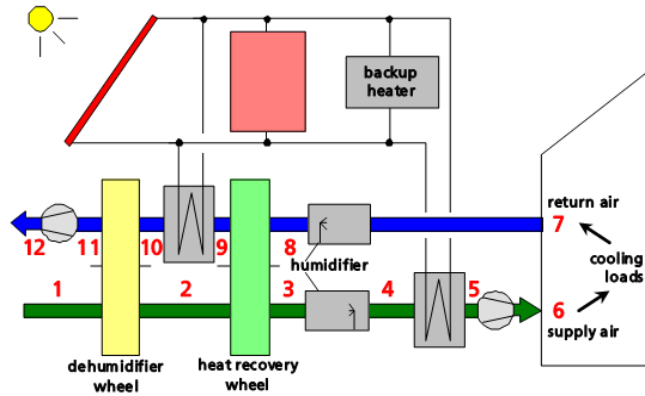 backup
heater
return air
7
12
11
10
9
8
humidifier
cooling
loads
1
2
3
4
5
6
supply air
dehumidifier
wheel
heat recovery
wheel